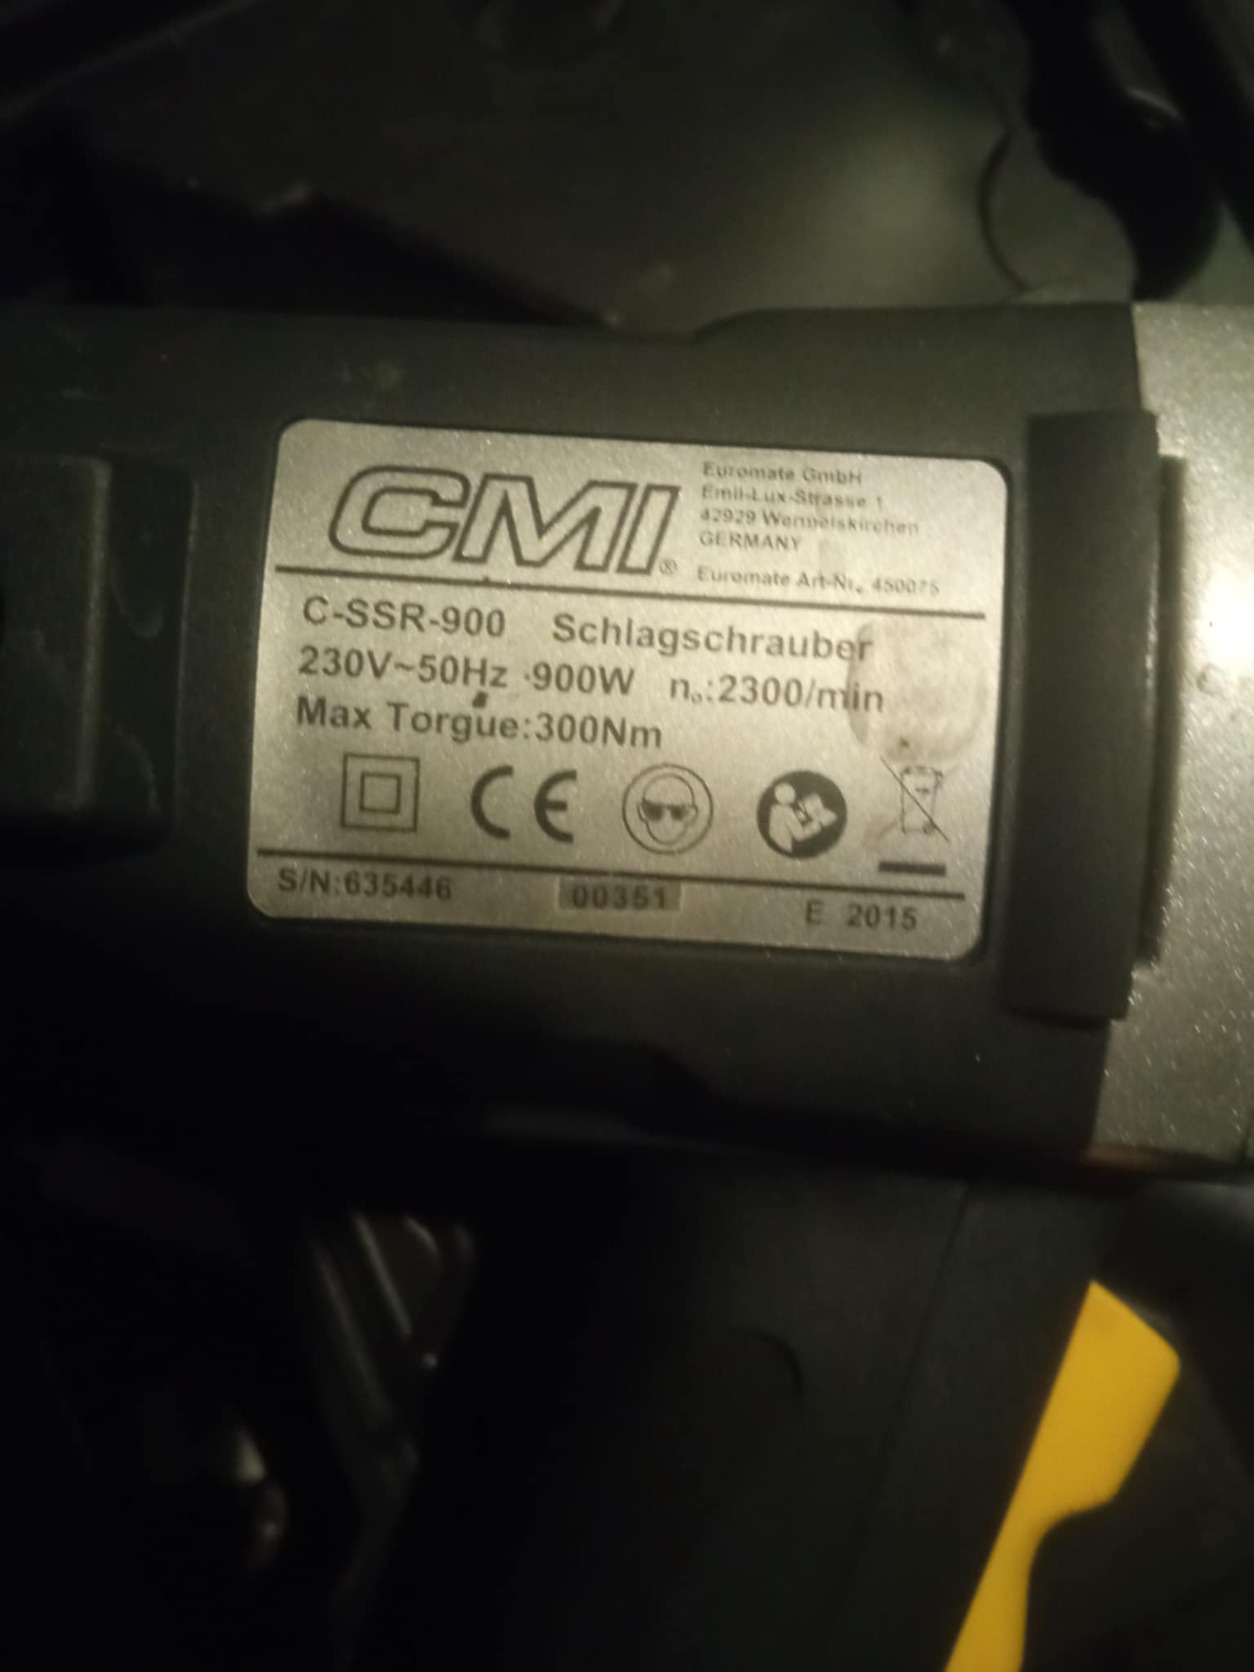 CMI®
Euromate GmbH
Emil-Lux-Strasse 1
42929 Wermelskirchen
GERMANY
Euromate Art-Nr. 450075
C-SSR-900 Schlagschrauber
230V~50Hz 900W n₀:2300/min
Max Torgue:300Nm
CE
S/N:635446 00351 E 2015